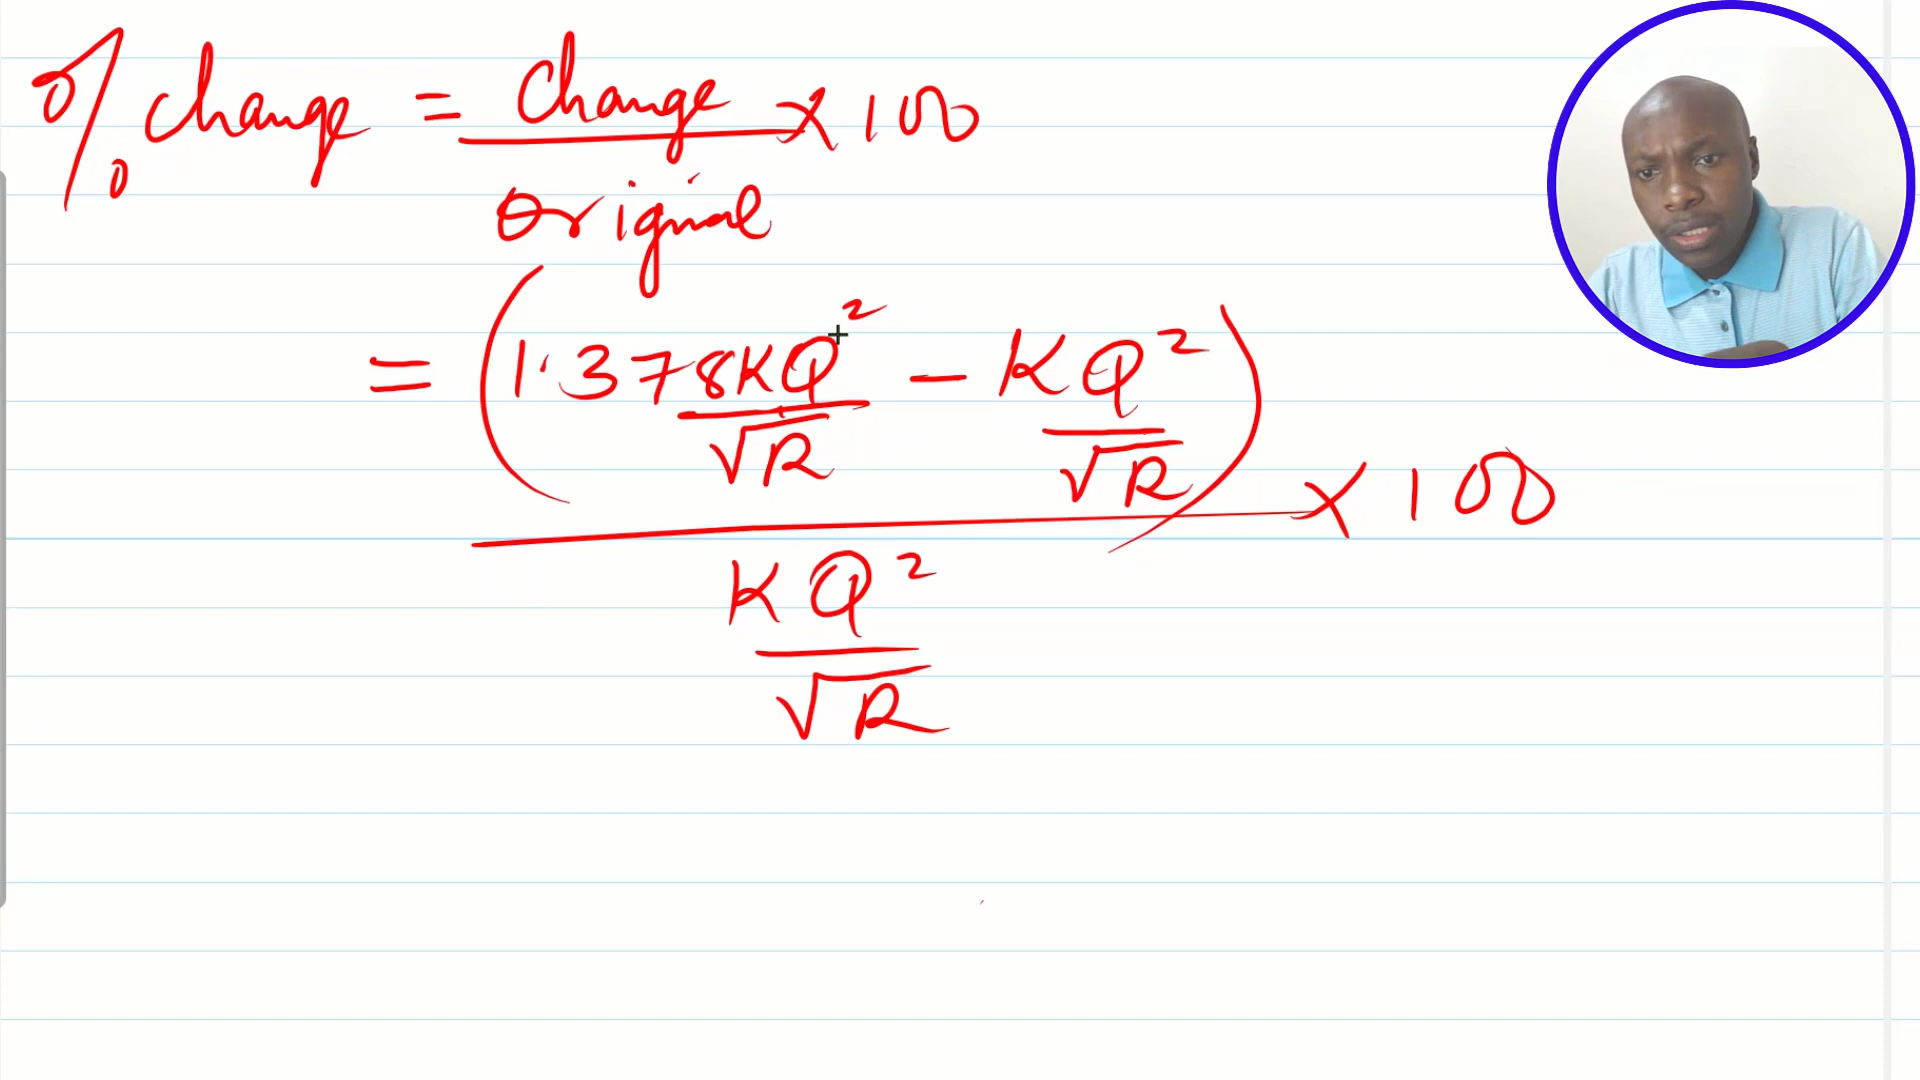 % change = Change/Original × 100
= (1.378KQ²/√R − KQ²/√R)/(KQ²/√R) × 100